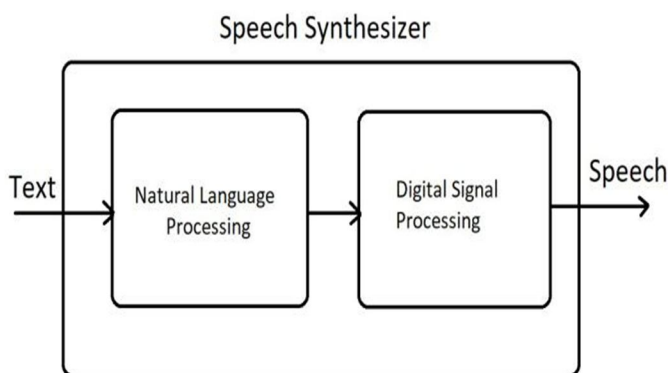 Speech Synthesizer
Text
Natural Language
Processing
Digital Signal
Processing
Speech